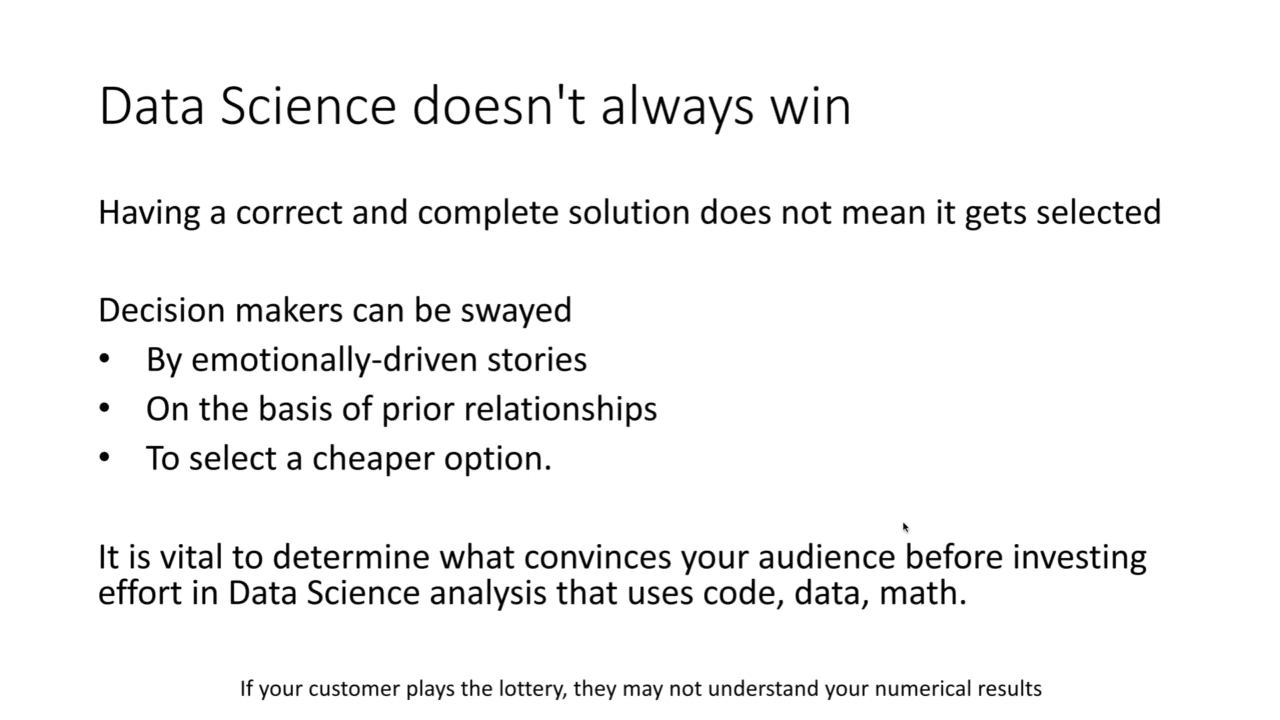 Data Science doesn't always win
Having a correct and complete solution does not mean it gets selected
Decision makers can be swayed
• By emotionally-driven stories
• On the basis of prior relationships
• To select a cheaper option.
It is vital to determine what convinces your audience before investing
effort in Data Science analysis that uses code, data, math.
If your customer plays the lottery, they may not understand your numerical results